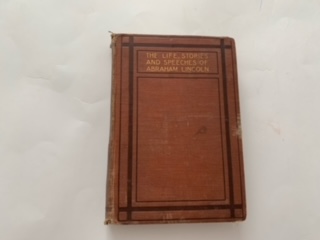 THE LIFE, STORIES
AND SPEECHES OF
ABRAHAM LINCOLN